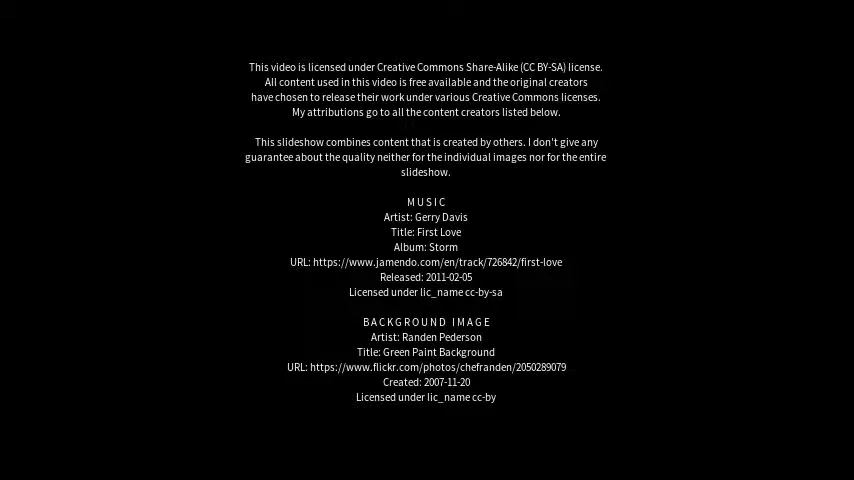 This video is licensed under Creative Commons Share-Alike (CC BY-SA) license.
All content used in this video is free available and the original creators
have chosen to release their work under various Creative Commons licenses.
My attributions go to all the content creators listed below.
This slideshow combines content that is created by others. I don't give any
guarantee about the quality neither for the individual images nor for the entire
slideshow.
MUSIC
Artist: Gerry Davis
Title: First Love
Album: Storm
URL: https://www.jamendo.com/en/track/726842/first-love
Released: 2011-02-05
Licensed under lic_name cc-by-sa
BACKGROUND IMAGE
Artist: Randen Pederson
Title: Green Paint Background
URL: https://www.flickr.com/photos/chefranden/2050289079
Created: 2007-11-20
Licensed under lic_name cc-by